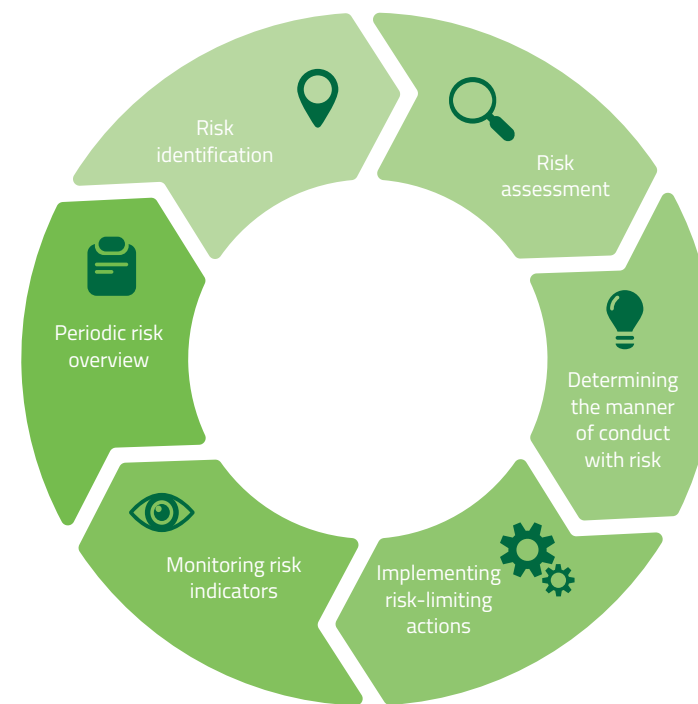 Risk
identification
Risk
assessment
Determining
the manner
of conduct
with risk
Implementing
risk-limiting
actions
Monitoring risk
indicators
Periodic risk
overview